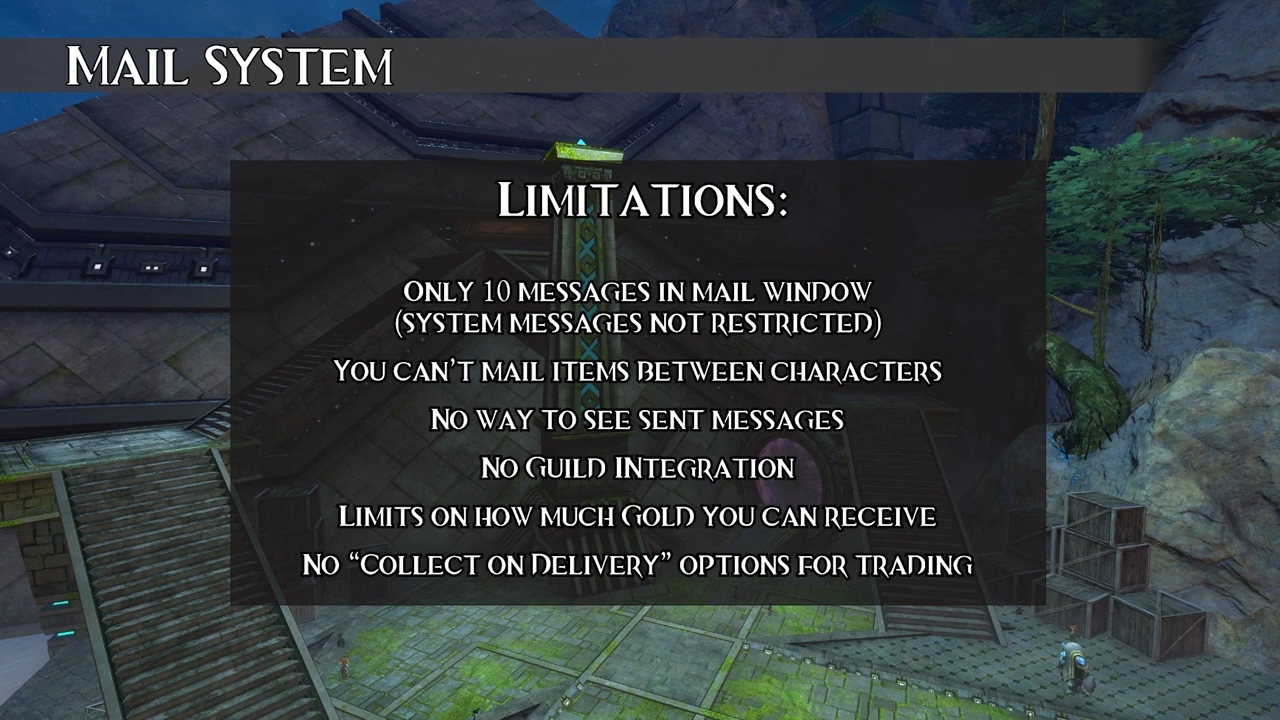 Mail System
Limitations:
Only 10 messages in mail window
(system messages not restricted)
You can't mail items between characters
No way to see sent messages
No Guild INtegration
Limits on how much Gold you can receive
No “Collect on Delivery” options for trading